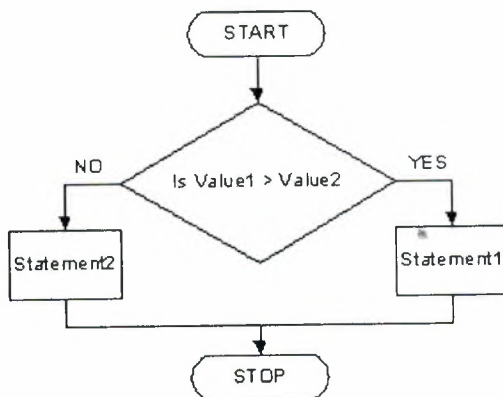 START
NO
YES
Is Value1 > Value2
Statement2
Statement1
STOP